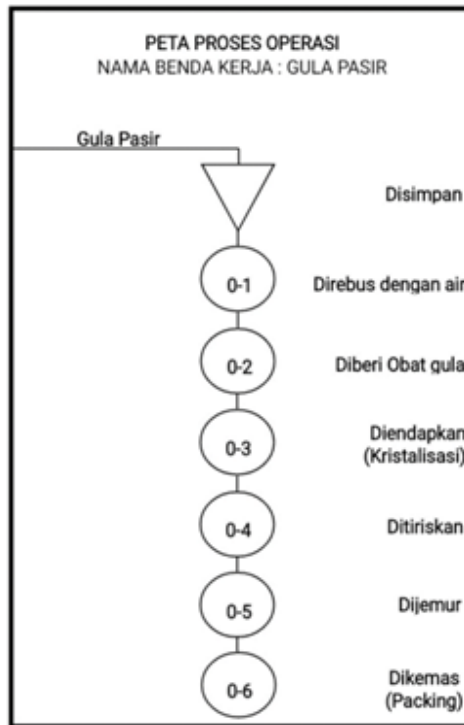 PETA PROSES OPERASI
NAMA BENDA KERJA : GULA PASIR
Gula Pasir
Disimpan
0-1 Direbus dengan air
0-2 Diberi Obat gula
0-3 Diendapkan
(Kristalisasi)
0-4 Ditiriskan
0-5 Dijemur
0-6 Dikemas
(Packing)